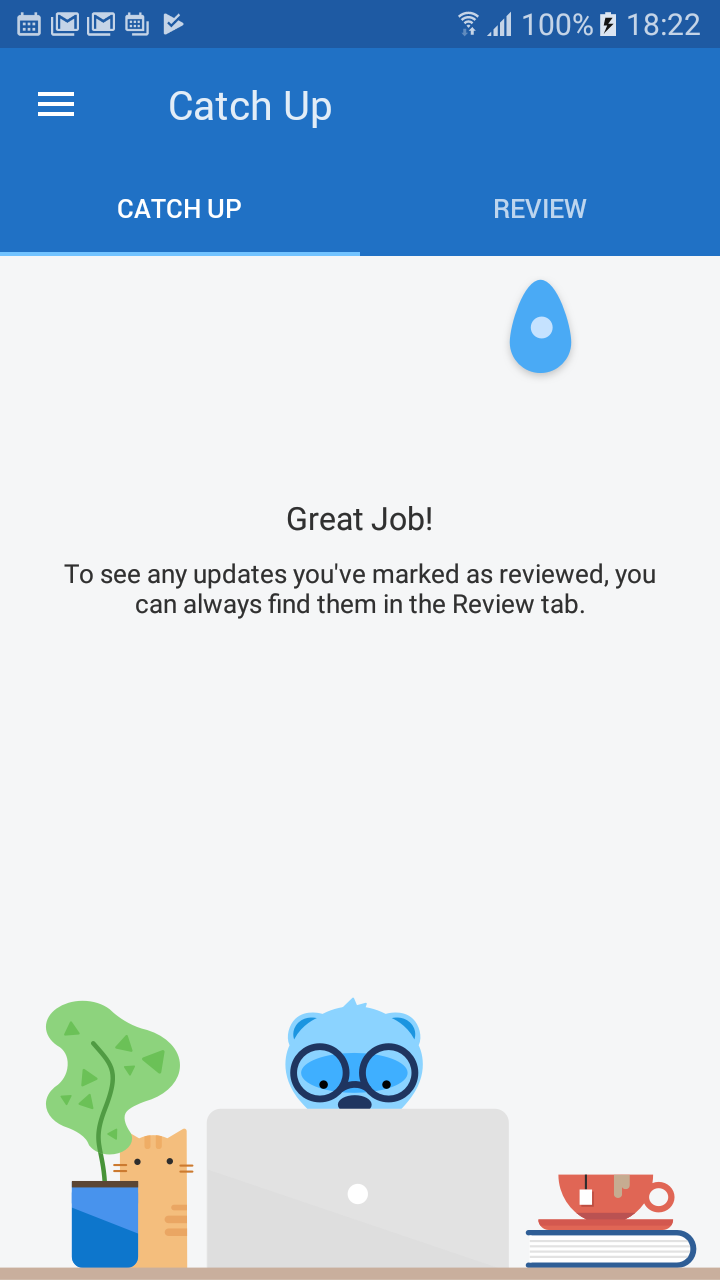 100% 18:22
Catch Up
CATCH UP REVIEW
Great Job!
To see any updates you've marked as reviewed, you
can always find them in the Review tab.